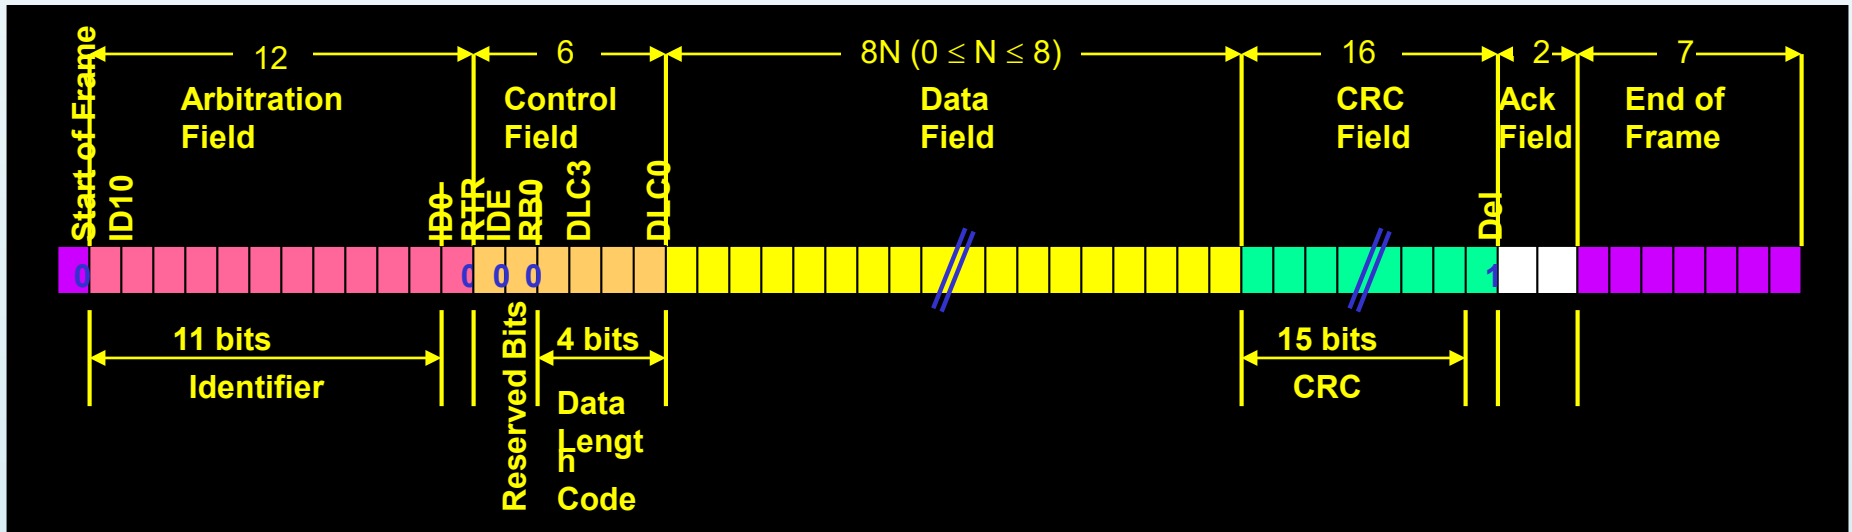 Start of Frame
12
6
8N (0 ≤ N ≤ 8)
16
2
7
Arbitration
Field
Control
Field
Data
Field
CRC
Field
Ack
Field
End of
Frame
ID10
ID0
RTR
IDE
RB0
DLC3
DLC0
Del
0
0
0
0
1
11 bits
Identifier
Reserved Bits
4 bits
Data
Lengt
h
Code
15 bits
CRC